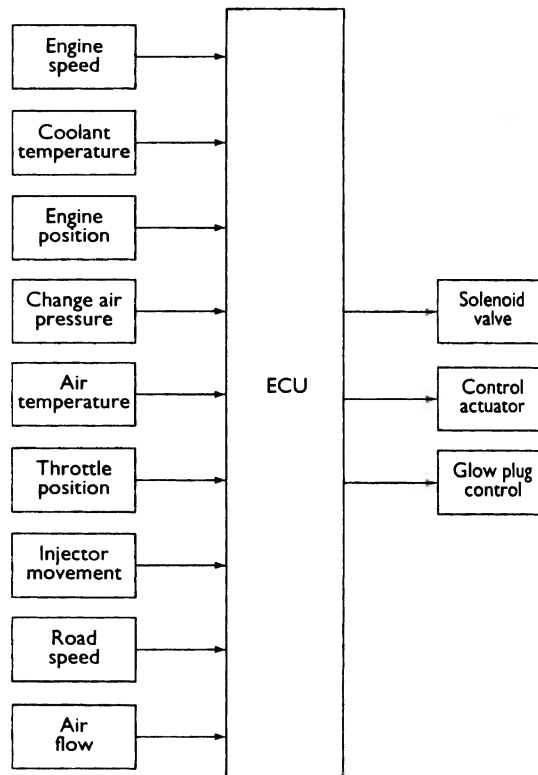 Engine
speed
Coolant
temperature
Engine
position
Change air
pressure
Air
temperature
Throttle
position
Injector
movement
Road
speed
Air
flow
ECU
Solenoid
valve
Control
actuator
Glow plug
control